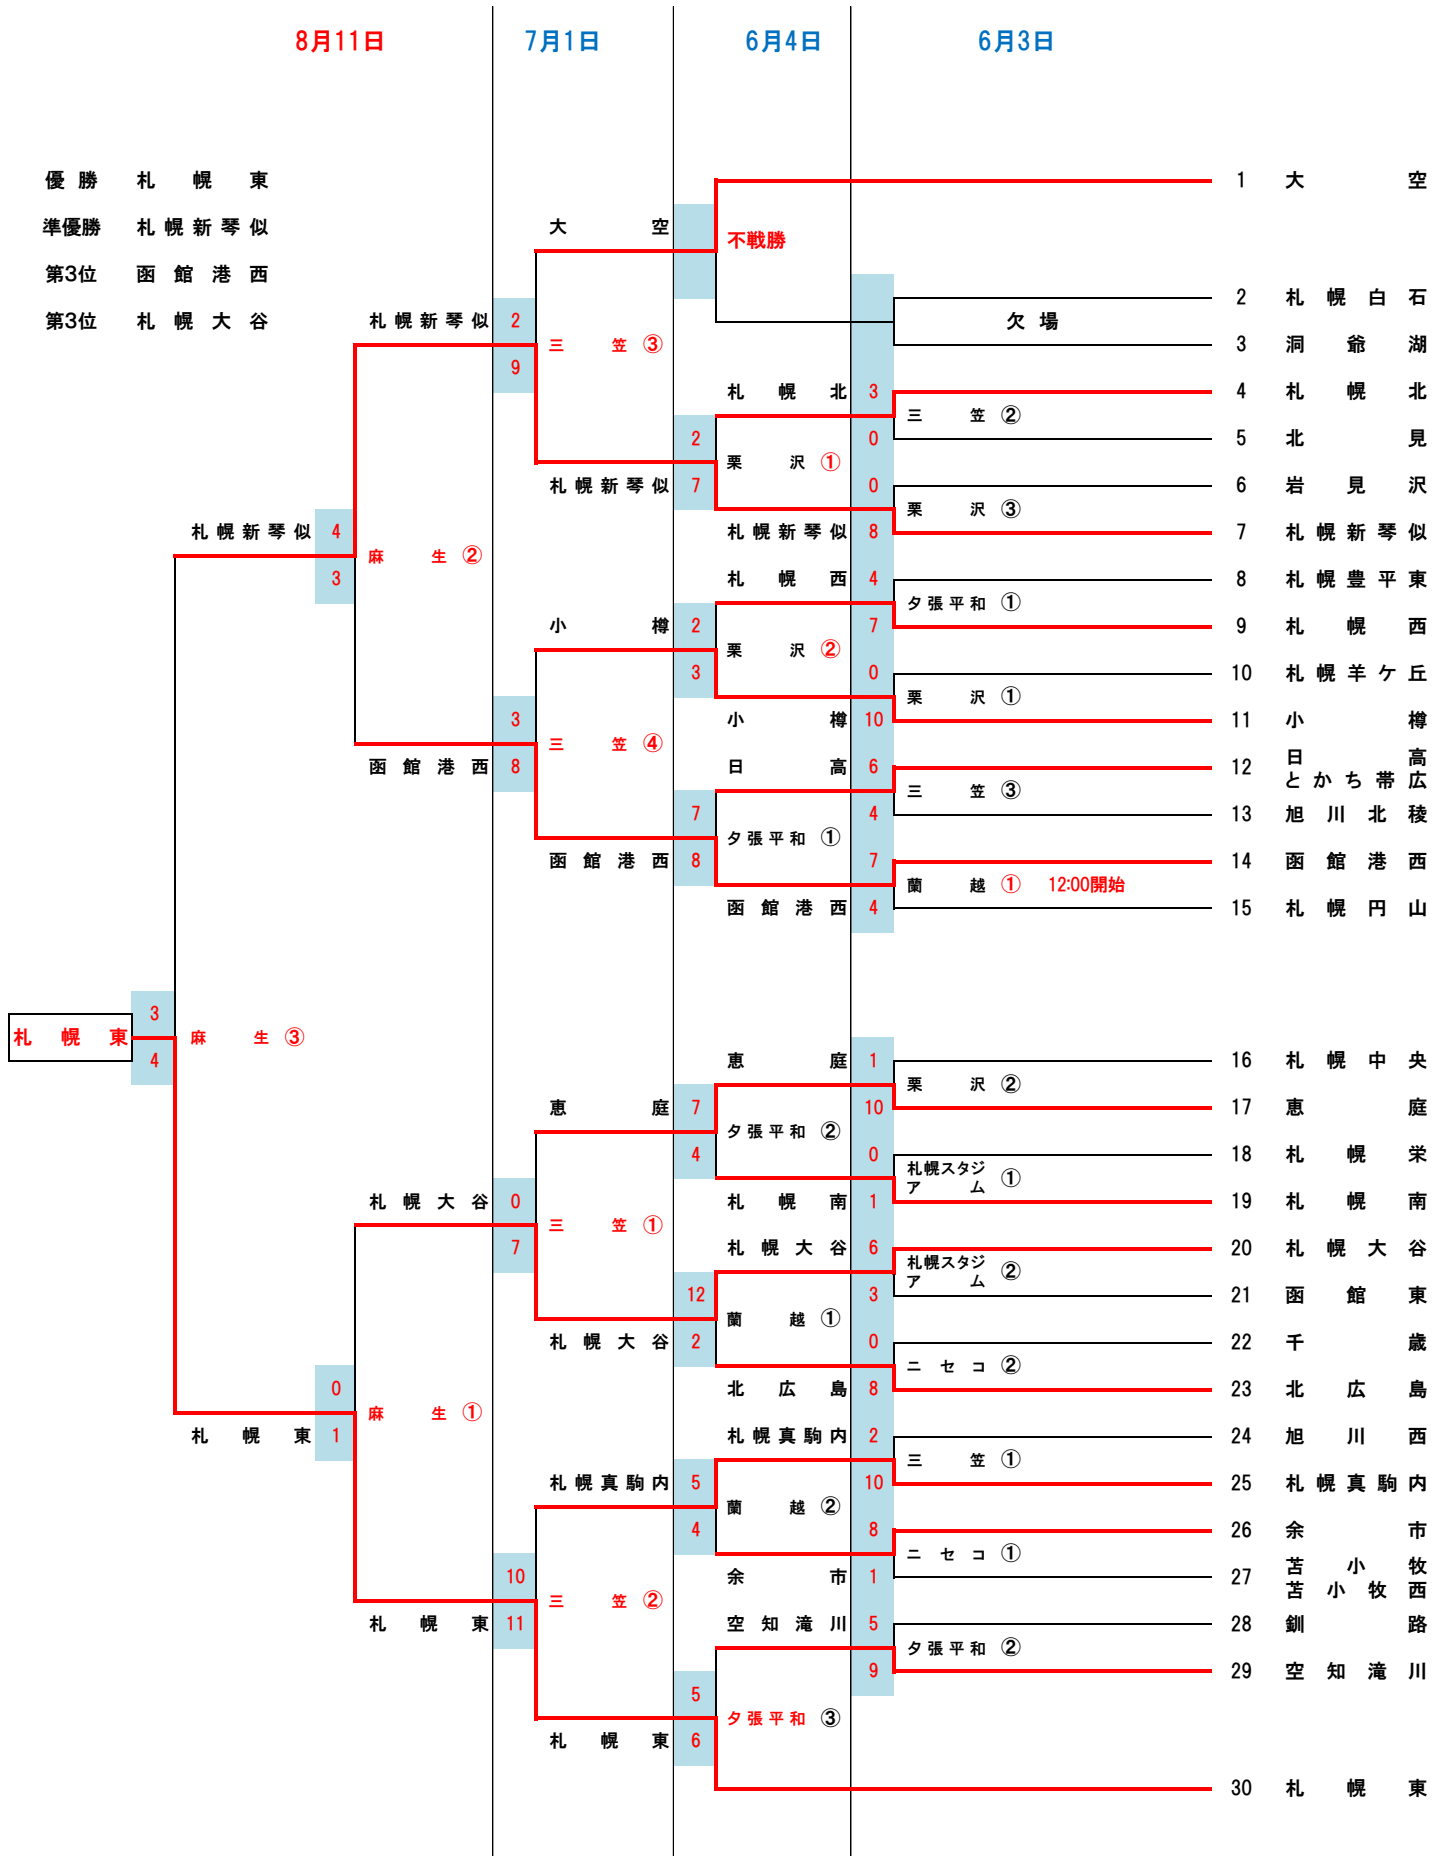 8月11日 7月1日 6月4日 6月3日
優勝 札幌東
準優勝 札幌新琴似
第3位 函館港西
第3位 札幌大谷
1 大空
大空
不戦勝
2 札幌白石
欠場
札幌新琴似 2
三笠 ③
3 洞爺湖
9
札幌北 3
4 札幌北
三笠 ②
2
0
5 北見
栗沢 ①
札幌新琴似 7
0
6 岩見沢
栗沢 ③
札幌新琴似 4
札幌新琴似 8
7 札幌新琴似
麻生 ②
3
札幌西 4
8 札幌豊平東
夕張平和 ①
小樽 2
7
9 札幌西
栗沢 ②
3
0
10 札幌羊ケ丘
栗沢 ①
3
小樽 10
11 小樽
三笠 ④
函館港西 8
日高 6
12 日高
とかち帯広
三笠 ③
7
4
13 旭川北稜
夕張平和 ①
函館港西 8
7
14 函館港西
蘭越 ① 12:00開始
函館港西 4
15 札幌円山
3
札幌東
麻生 ③
4
恵庭 1
16 札幌中央
栗沢 ②
恵庭 7
10
17 恵庭
夕張平和 ②
4
0
18 札幌栄
札幌スタジ
アム ①
札幌大谷 0
札幌南 1
19 札幌南
三笠 ①
7
札幌大谷 6
20 札幌大谷
札幌スタジ
アム ②
12
3
21 函館東
蘭越 ①
札幌大谷 2
0
22 千歳
ニセコ ②
0
北広島 8
23 北広島
麻生 ①
札幌東 1
札幌真駒内 2
24 旭川西
三笠 ①
札幌真駒内 5
10
25 札幌真駒内
蘭越 ②
4
8
26 余市
ニセコ ①
10
余市 1
27 苫小牧
苫小牧西
三笠 ②
札幌東 11
空知滝川 5
28 釧路
夕張平和 ②
5
9
29 空知滝川
夕張平和 ③
札幌東 6
30 札幌東